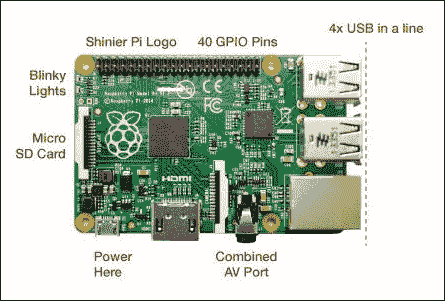 4x USB in a line
Shinier Pi Logo
40 GPIO Pins
Blinky
Lights
Micro
SD Card
HDMI
Power
Here
Combined
AV Port